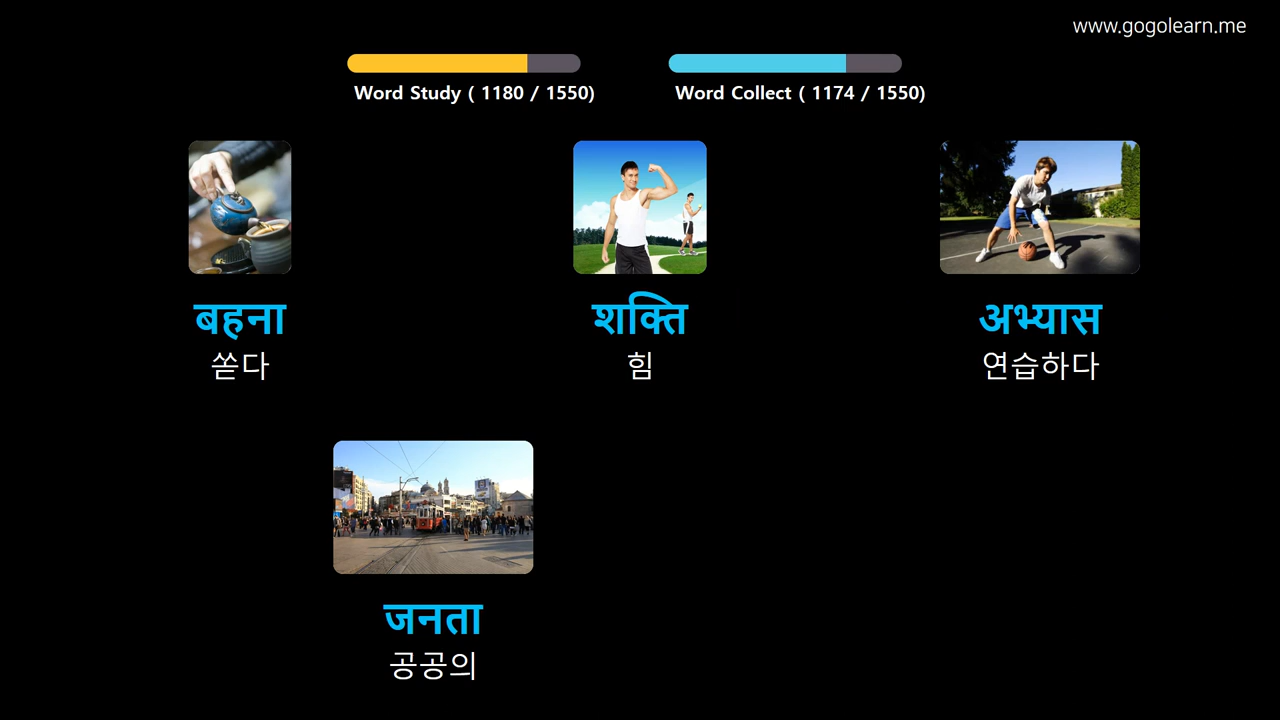 www.gogolearn.me
Word Study ( 1180 / 1550)
Word Collect ( 1174 / 1550)
बहना
쏟다
शक्ति
힘
अभ्यास
연습하다
जनता
공공의